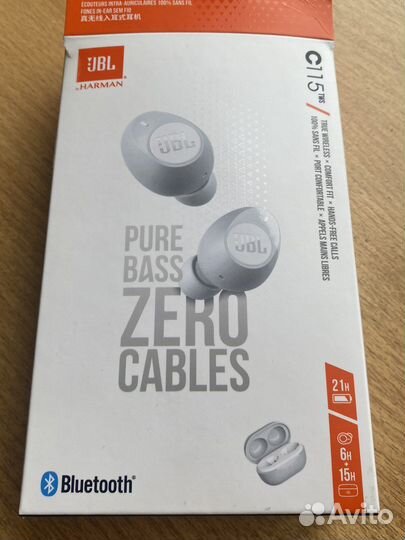 ÉCOUTEURS INTRA-AURICULAIRES 100% SANS FIL
FONES IN-EAR SEM FIO
真无线入耳式耳机
JBL
by HARMAN
C115 TWS
TRUE WIRELESS × COMFORT FIT × HANDS-FREE CALLS
100% SANS FIL × PORT CONFORTABLE × APPELS MAINS LIBRES
JBL
JBL
PURE
BASS
ZERO
CABLES
21H
6H
+
15H
Bluetooth®
Avito